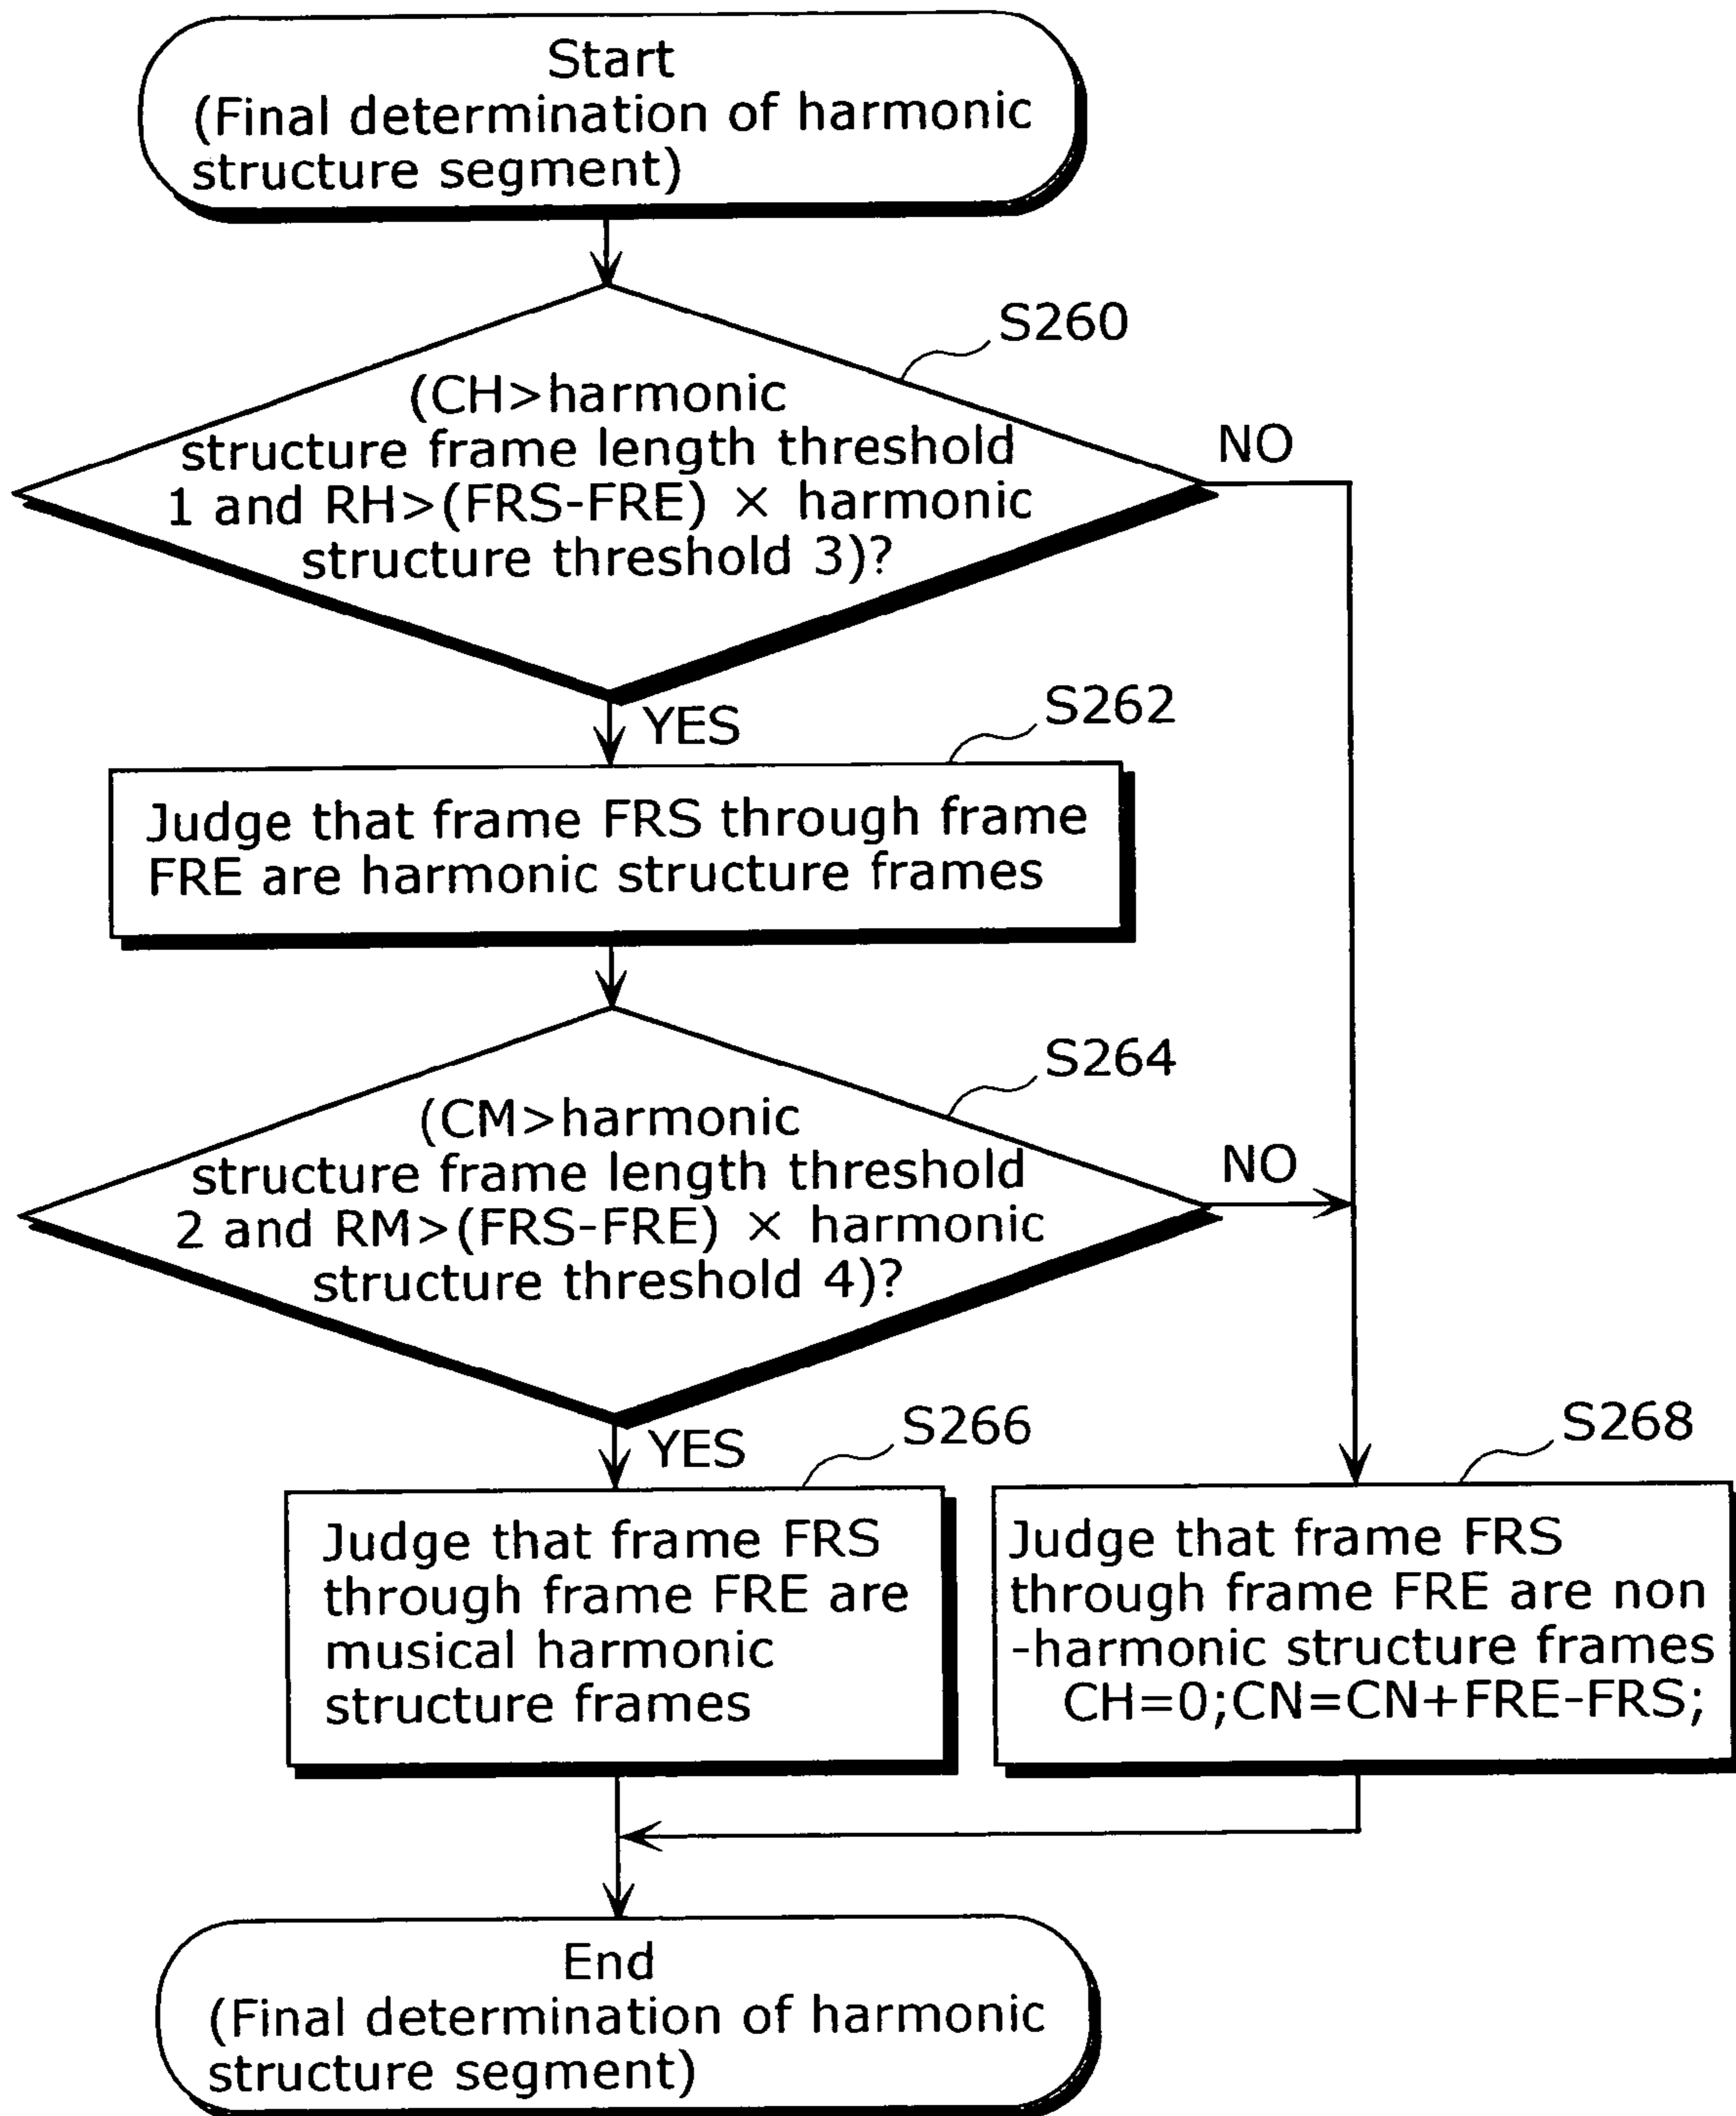 Start
(Final determination of harmonic
structure segment)
S260
(CH>harmonic
structure frame length threshold
1 and RH>(FRS-FRE) × harmonic
structure threshold 3)?
NO
YES
S262
Judge that frame FRS through frame
FRE are harmonic structure frames
S264
(CM>harmonic
structure frame length threshold
2 and RM>(FRS-FRE) × harmonic
structure threshold 4)?
NO
YES
S266
Judge that frame FRS
through frame FRE are
musical harmonic
structure frames
S268
Judge that frame FRS
through frame FRE are non
-harmonic structure frames
CH=0;CN=CN+FRE-FRS;
End
(Final determination of harmonic
structure segment)